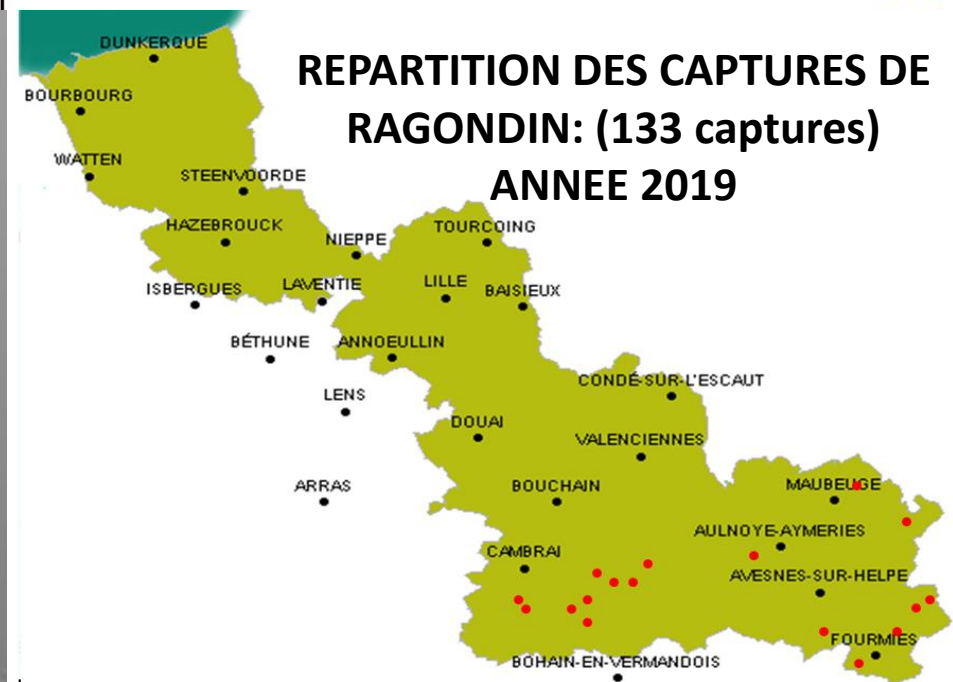 DUNKERQUE
REPARTITION DES CAPTURES DE
RAGONDIN: (133 captures)
ANNEE 2019
BOURBOURG
WATTEN
STEENVOORDE
HAZEBROUCK
NIEPPE
TOURCOING
ISBERGUES
LAVENTIE
LILLE
BAISIEUX
BÉTHUNE
ANNOEULLIN
LENS
CONDÉ-SUR-L'ESCAUT
DOUAI
VALENCIENNES
ARRAS
BOUCHAIN
MAUBEUGE
AULNOYE-AYMERIES
CAMBRAI
AVESNES-SUR-HELPE
FOURMIES
BOHAIN-EN-VERMANDOIS